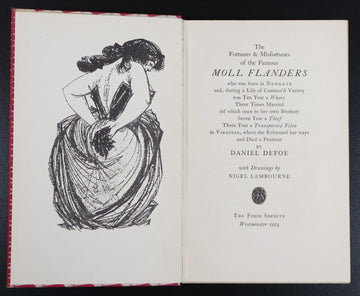 The
Fortunes & Misfortunes
of the Famous
MOLL FLANDERS
who was born in NEWGATE
and, during a Life of Continu'd Variety
was Ten Year a Whore
Three Times Married
(of which once to her own Brother)
Seven Year a Thief
Three Year a Transported Felon
in VIRGINIA, where she Reformed her ways
and Died a Penitent
BY
DANIEL DEFOE
with Drawings by
NIGEL LAMBOURNE
THE FOLIO SOCIETY
Westminster 1954